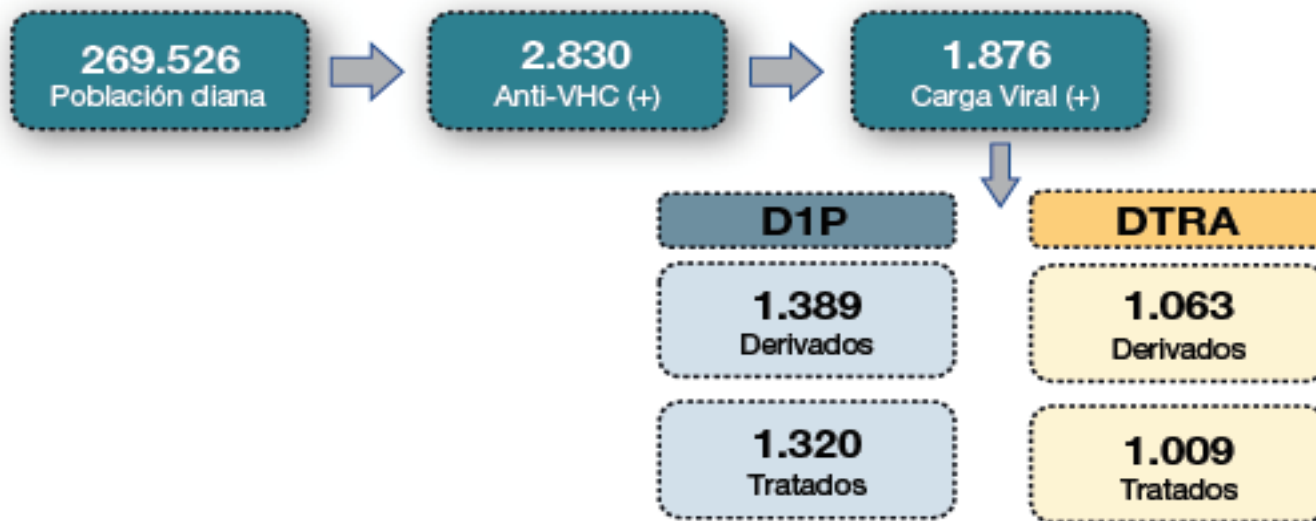 269.526
Población diana
2.830
Anti-VHC (+)
1.876
Carga Viral (+)
D1P
DTRA
1.389
Derivados
1.063
Derivados
1.320
Tratados
1.009
Tratados